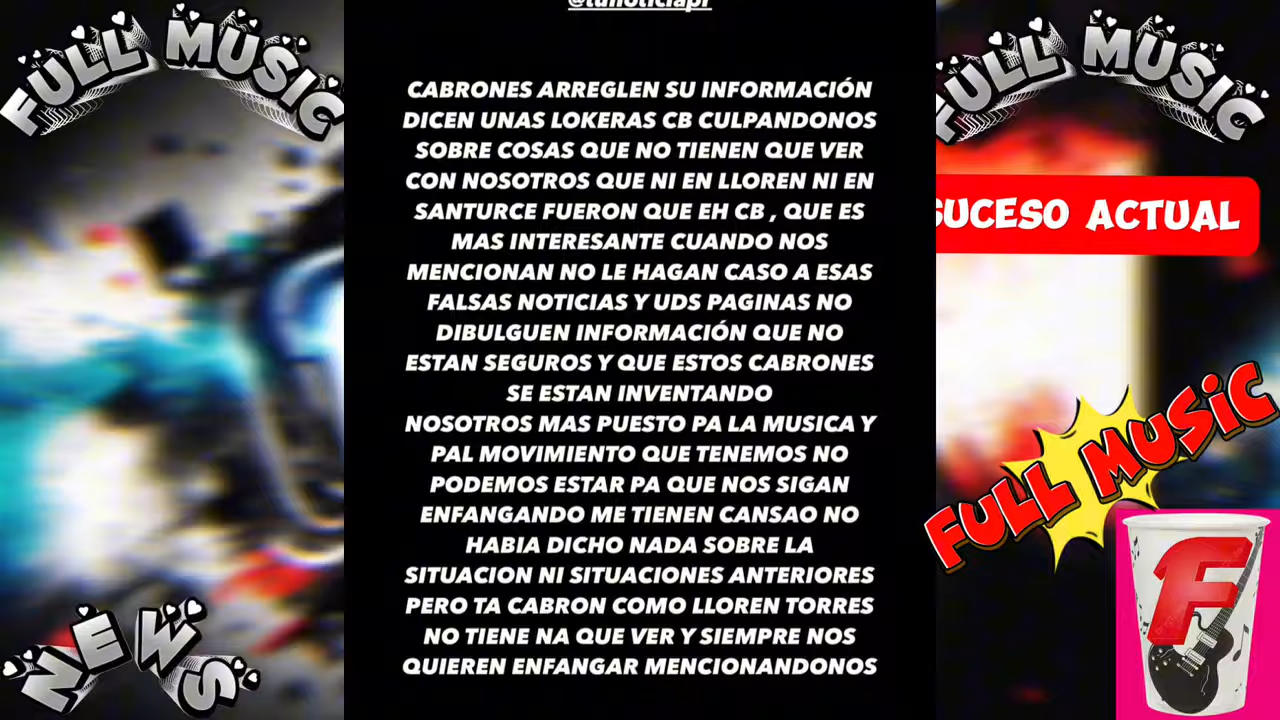 @tunoticiapr
FULL MUSIC
FULL MUSIC
CABRONES ARREGLEN SU INFORMACIÓN
DICEN UNAS LOKERAS CB CULPANDONOS
SOBRE COSAS QUE NO TIENEN QUE VER
CON NOSOTROS QUE NI EN LLOREN NI EN
SANTURCE FUERON QUE EH CB , QUE ES
MAS INTERESANTE CUANDO NOS
MENCIONAN NO LE HAGAN CASO A ESAS
FALSAS NOTICIAS Y UDS PAGINAS NO
DIBULGUEN INFORMACIÓN QUE NO
ESTAN SEGUROS Y QUE ESTOS CABRONES
SE ESTAN INVENTANDO
NOSOTROS MAS PUESTO PA LA MUSICA Y
PAL MOVIMIENTO QUE TENEMOS NO
PODEMOS ESTAR PA QUE NOS SIGAN
ENFANGANDO ME TIENEN CANSAO NO
HABIA DICHO NADA SOBRE LA
SITUACION NI SITUACIONES ANTERIORES
PERO TA CABRON COMO LLOREN TORRES
NO TIENE NA QUE VER Y SIEMPRE NOS
QUIEREN ENFANGAR MENCIONANDONOS
SUCESO ACTUAL
FULL MUSIC
NEWS
F